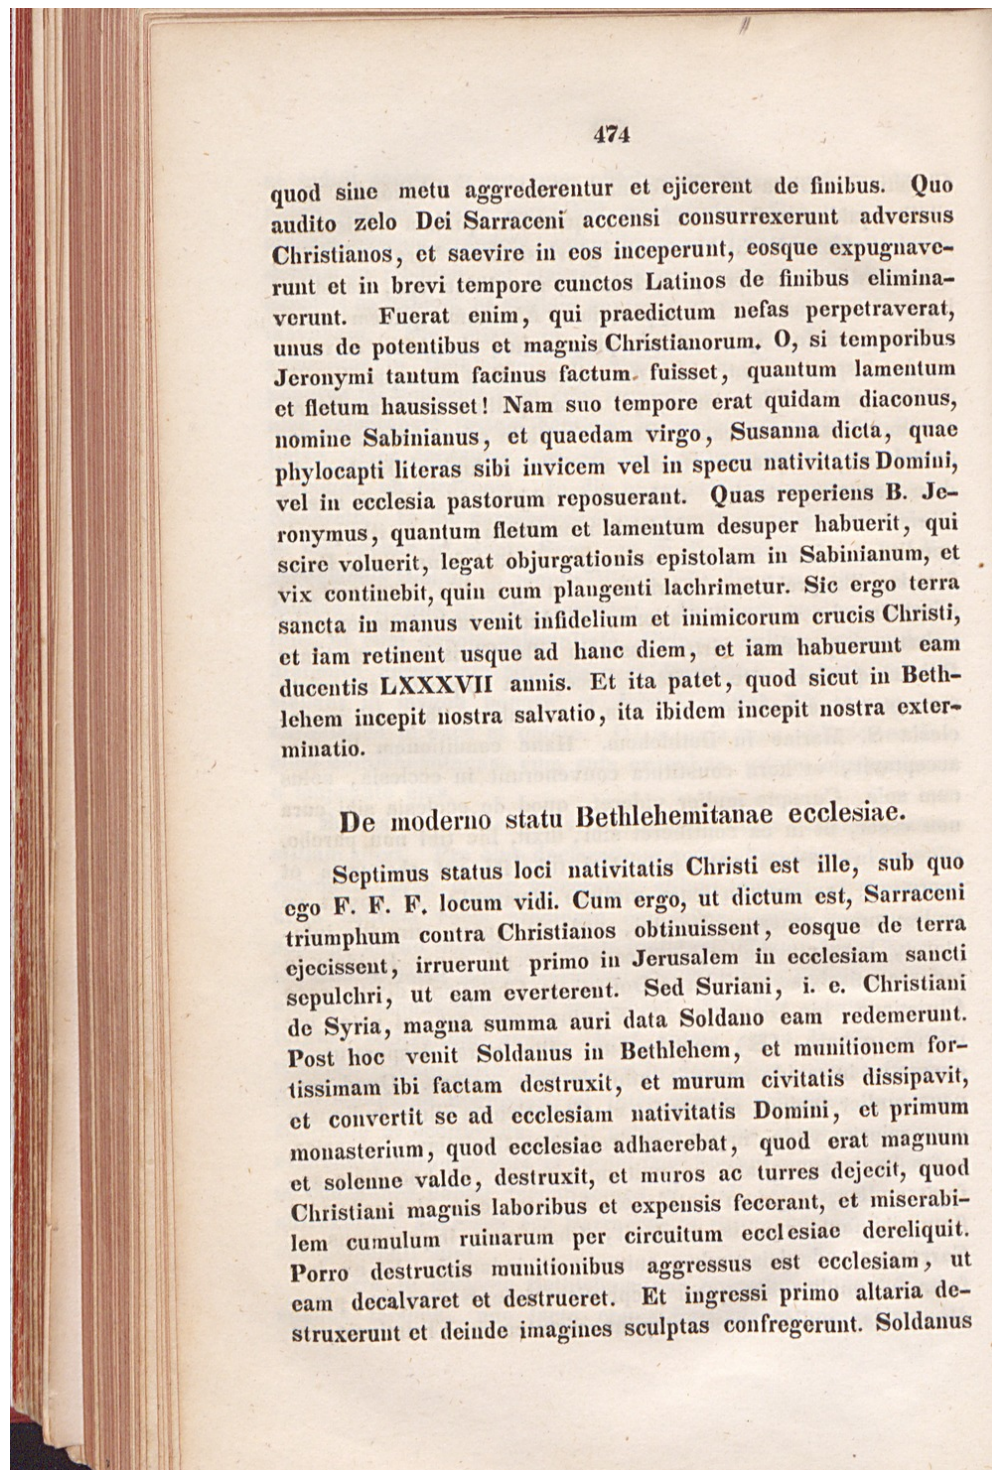 474
quod sine metu aggrederentur et ejicerent de finibus. Quo
audito zelo Dei Sarraceni accensi consurrexerunt adversus
Christianos, et saevire in eos inceperunt, eosque expugnave-
runt et in brevi tempore cunctos Latinos de finibus elimina-
verunt. Fuerat enim, qui praedictum nefas perpetraverat,
unus de potentibus et magnis Christianorum. O, si temporibus
Jeronymi tantum facinus factum fuisset, quantum lamentum
et fletum hausisset! Nam suo tempore erat quidam diaconus,
nomine Sabinianus, et quaedam virgo, Susanna dicta, quae
phylocapti literas sibi invicem vel in specu nativitatis Domini,
vel in ecclesia pastorum reposuerant. Quas reperiens B. Je-
ronymus, quantum fletum et lamentum desuper habuerit, qui
scire voluerit, legat objurgationis epistolam in Sabinianum, et
vix continebit, quin cum plangenti lachrimetur. Sic ergo terra
sancta in manus venit infidelium et inimicorum crucis Christi,
et iam retinent usque ad hanc diem, et iam habuerunt eam
ducentis LXXXVII annis. Et ita patet, quod sicut in Beth-
lehem incepit nostra salvatio, ita ibidem incepit nostra exter-
minatio.
De moderno statu Bethlehemitanae ecclesiae.
Septimus status loci nativitatis Christi est ille, sub quo
ego F. F. F. locum vidi. Cum ergo, ut dictum est, Sarraceni
triumphum contra Christianos obtinuissent, eosque de terra
ejecissent, irruerunt primo in Jerusalem in ecclesiam sancti
sepulchri, ut eam everterent. Sed Suriani, i. e. Christiani
de Syria, magna summa auri data Soldano eam redemerunt.
Post hoc venit Soldanus in Bethlehem, et munitionem for-
tissimam ibi factam destruxit, et murum civitatis dissipavit,
et convertit se ad ecclesiam nativitatis Domini, et primum
monasterium, quod ecclesiae adhaerebat, quod erat magnum
et solenne valde, destruxit, et muros ac turres dejecit, quod
Christiani magnis laboribus et expensis fecerant, et miserabi-
lem cumulum ruinarum per circuitum ecclesiae dereliquit.
Porro destructis munitionibus aggressus est ecclesiam, ut
eam decalvaret et destrueret. Et ingressi primo altaria de-
struxerunt et deinde imagines sculptas confregerunt. Soldanus